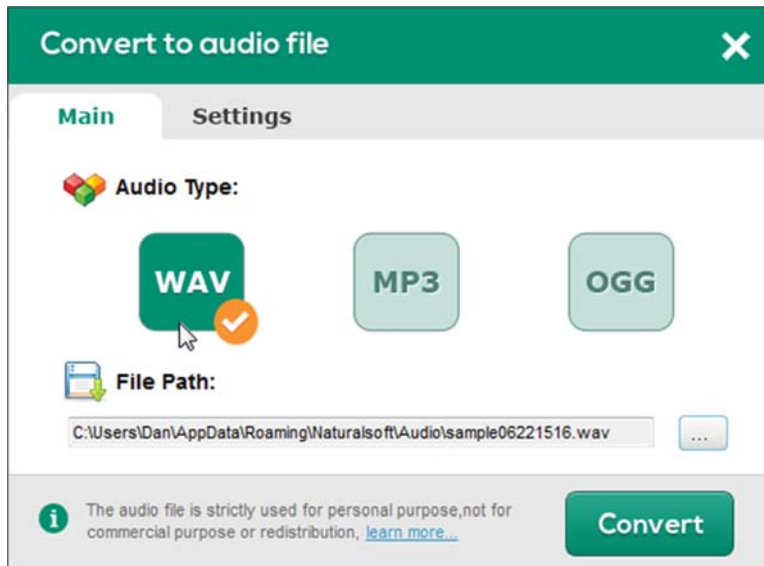 Convert to audio file
Main Settings
Audio Type:
WAV MP3 OGG
File Path:
C:\Users\Dan\AppData\Roaming\Naturalsoft\Audio\sample06221516.wav ...
The audio file is strictly used for personal purpose,not for
commercial purpose or redistribution, learn more...
Convert